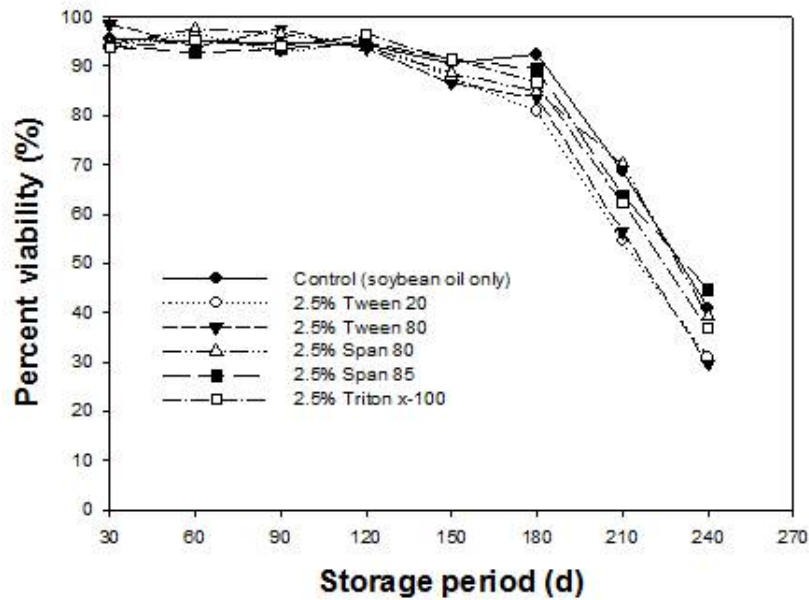 Percent viability (%)
100
90
80
70
60
50
40
30
20
10
0
Control (soybean oil only)
2.5% Tween 20
2.5% Tween 80
2.5% Span 80
2.5% Span 85
2.5% Triton x-100
30 60 90 120 150 180 210 240 270
Storage period (d)